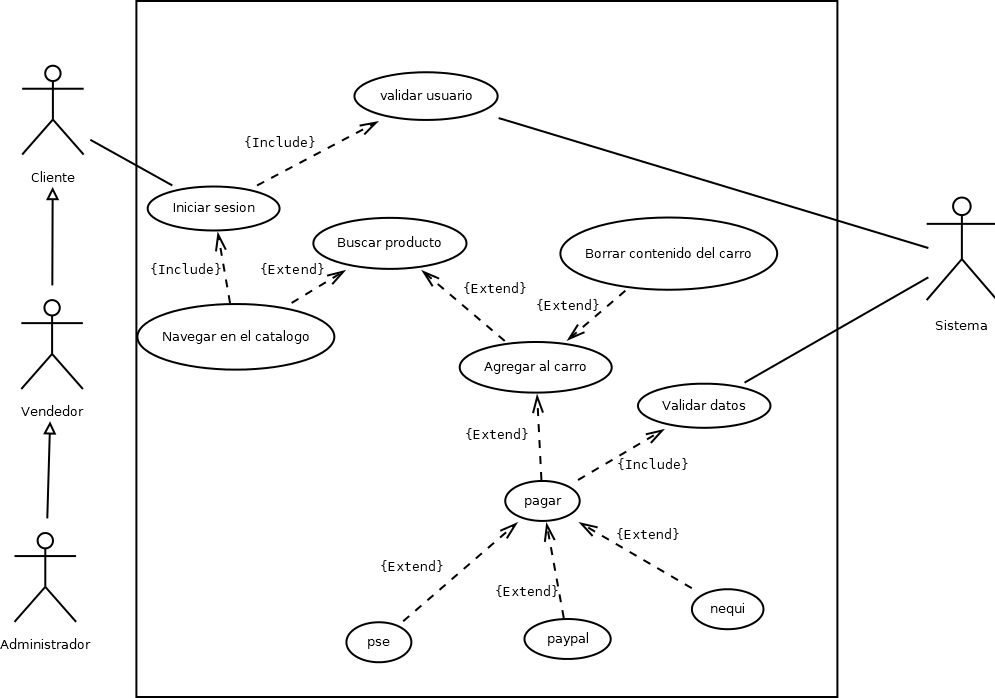 validar usuario
{Include}
Cliente
Iniciar sesion
Buscar producto
Borrar contenido del carro
{Include}
{Extend}
{Extend}
{Extend}
Sistema
Navegar en el catalogo
Agregar al carro
Vendedor
Validar datos
{Extend}
{Include}
pagar
{Extend}
{Extend}
{Extend}
nequi
Administrador
pse
paypal